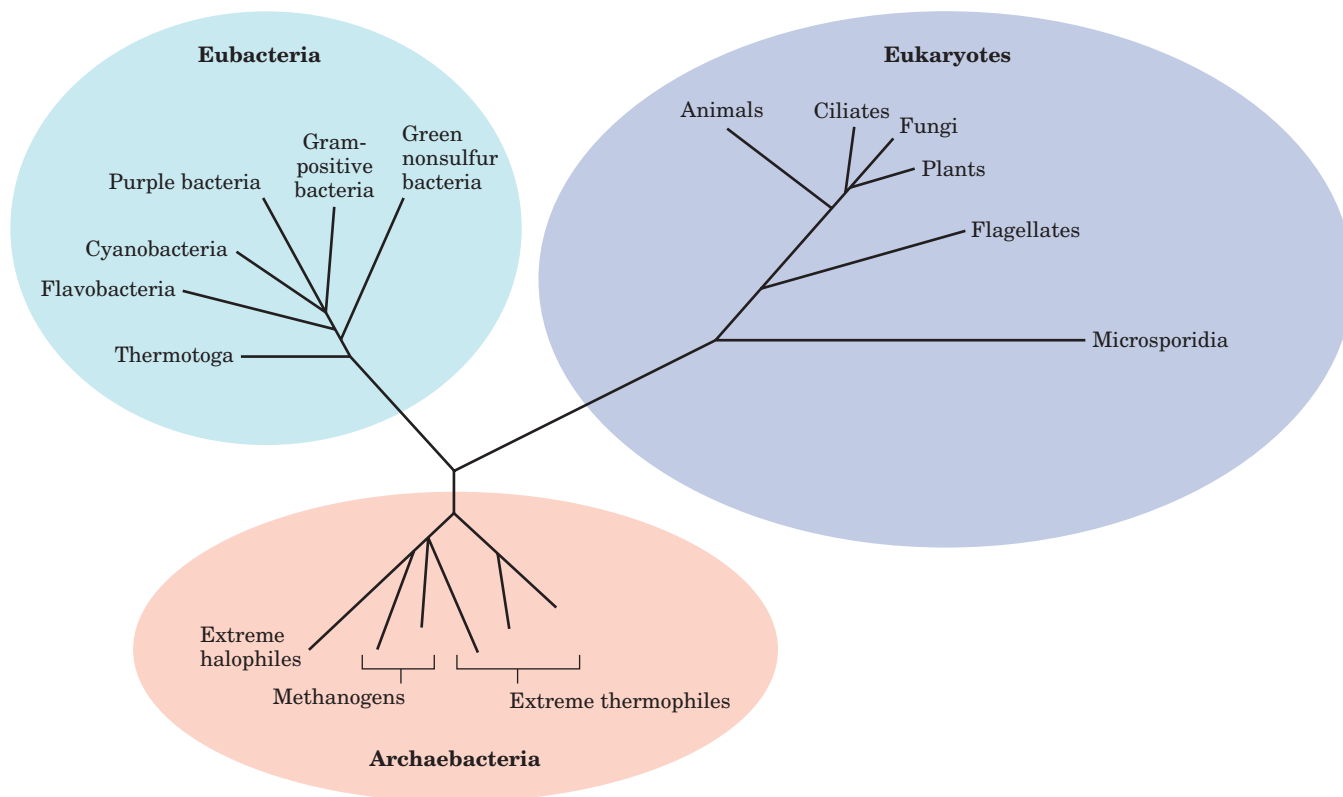 Eubacteria
Gram-
positive
bacteria
Green
nonsulfur
bacteria
Purple bacteria
Cyanobacteria
Flavobacteria
Thermotoga
Eukaryotes
Animals
Ciliates
Fungi
Plants
Flagellates
Microsporidia
Extreme
halophiles
Methanogens
Extreme thermophiles
Archaebacteria